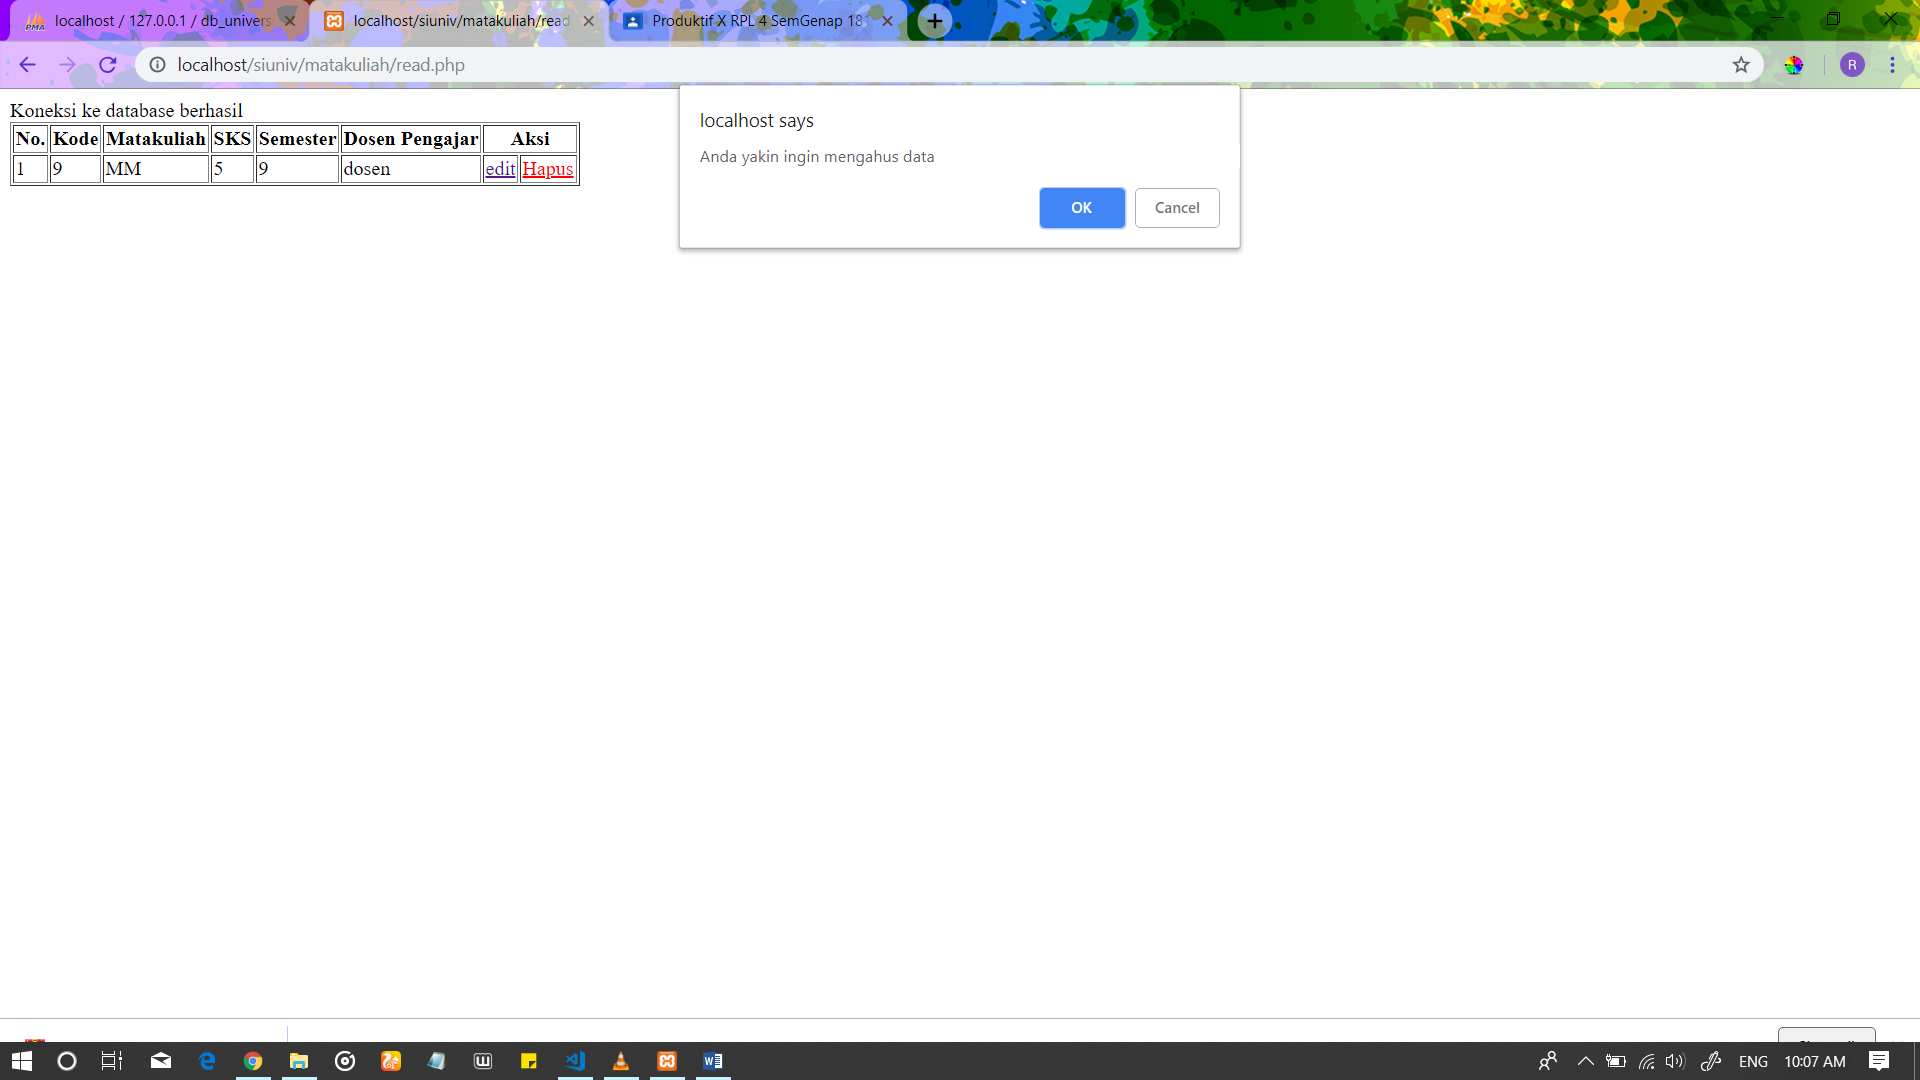 localhost / 127.0.0.1 / db_univers
localhost/siuniv/matakuliah/read
Produktif X RPL 4 SemGenap 181
localhost/siuniv/matakuliah/read.php
R
Koneksi ke database berhasil
No. Kode Matakuliah SKS Semester Dosen Pengajar Aksi
1 9 MM 5 9 dosen edit Hapus
localhost says
Anda yakin ingin mengahus data
OK Cancel
ENG 10:07 AM